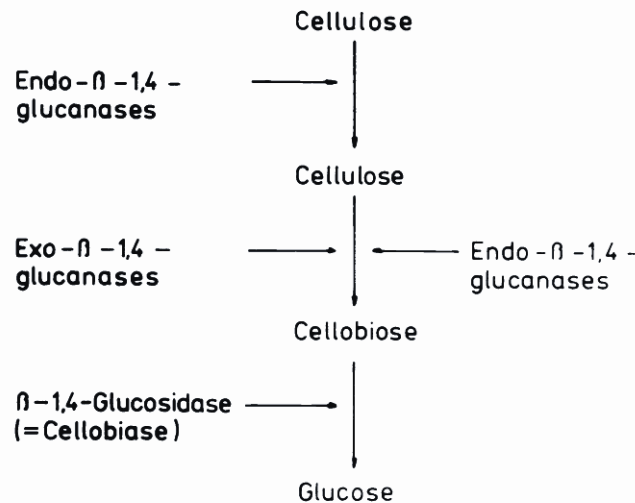 Cellulose
Endo-ß-1,4-
glucanases
Cellulose
Exo-ß-1,4-
glucanases
Endo-ß-1,4-
glucanases
Cellobiose
ß-1,4-Glucosidase
(=Cellobiase)
Glucose